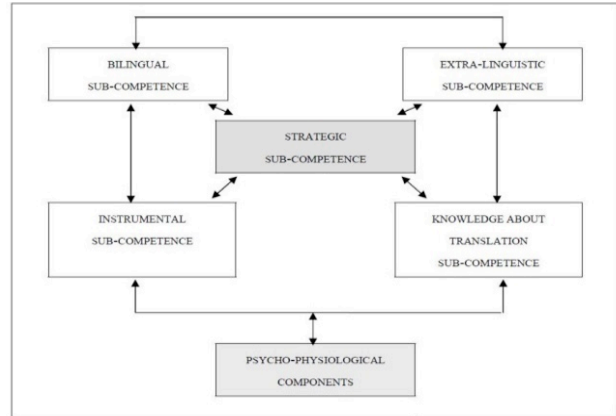 BILINGUAL
SUB-COMPETENCE
EXTRA-LINGUISTIC
SUB-COMPETENCE
STRATEGIC
SUB-COMPETENCE
INSTRUMENTAL
SUB-COMPETENCE
KNOWLEDGE ABOUT
TRANSLATION
SUB-COMPETENCE
PSYCHO-PHYSIOLOGICAL
COMPONENTS